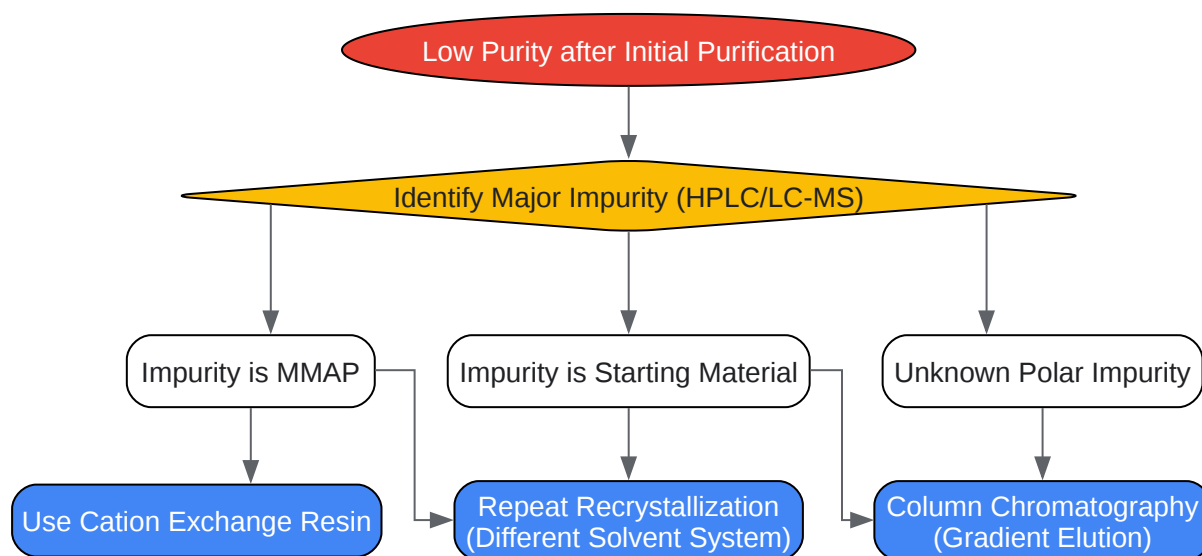 Low Purity after Initial Purification
Identify Major Impurity (HPLC/LC-MS)
Impurity is MMAP
Impurity is Starting Material
Unknown Polar Impurity
Use Cation Exchange Resin
Repeat Recrystallization
(Different Solvent System)
Column Chromatography
(Gradient Elution)